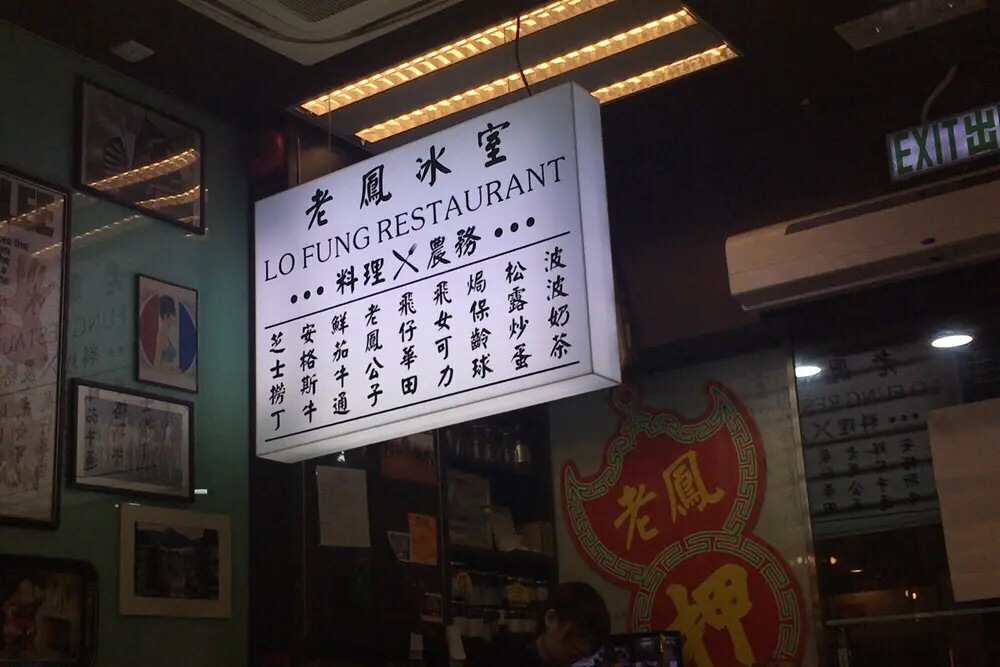 老鳳冰室
LO FUNG RESTAURANT
料理 農務
波波奶茶
松露炒蛋
焗保齡球
飛女可力
飛仔華田
老鳳公子
鮮茄牛通
安格斯牛
芝士撈丁
EXIT 出
老鳳
押